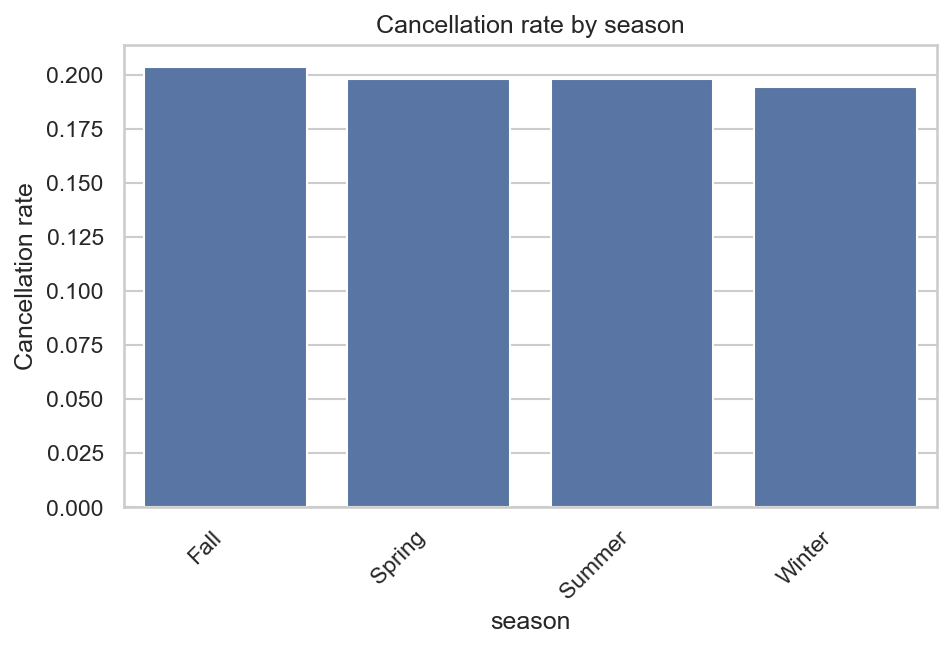 Cancellation rate by season
Cancellation rate
0.200
0.175
0.150
0.125
0.100
0.075
0.050
0.025
0.000
Fall
Spring
Summer
Winter
season